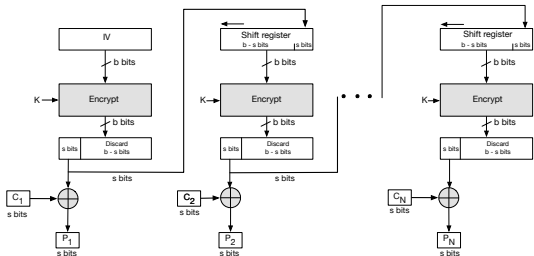 IV
Shift register
b - s bits
s bits
Shift register
b - s bits
s bits
b bits
b bits
b bits
K
Encrypt
K
Encrypt
K
Encrypt
b bits
b bits
b bits
s bits
Discard
b - s bits
s bits
Discard
b - s bits
s bits
Discard
b - s bits
s bits
s bits
C1
s bits
C2
s bits
CN
s bits
P1
s bits
P2
s bits
PN
s bits